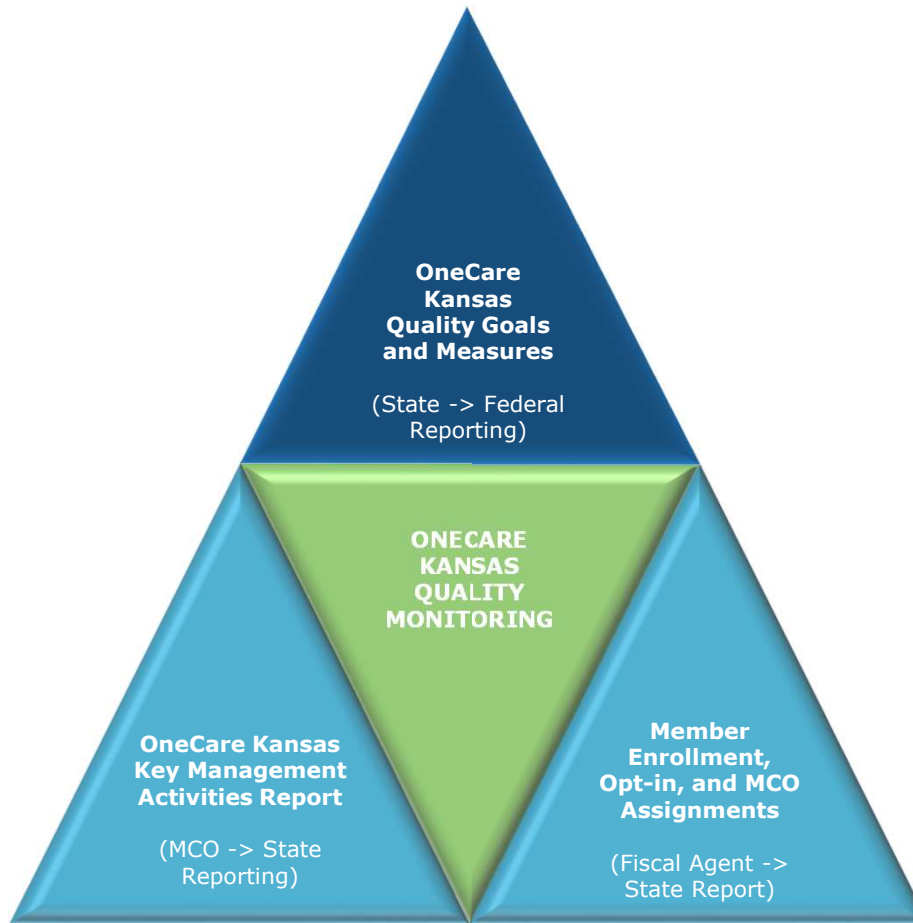 OneCare
Kansas
Quality Goals
and Measures
(State -> Federal
Reporting)
ONECARE
KANSAS
QUALITY
MONITORING
OneCare Kansas
Key Management
Activities Report
(MCO -> State
Reporting)
Member
Enrollment,
Opt-in, and MCO
Assignments
(Fiscal Agent ->
State Report)